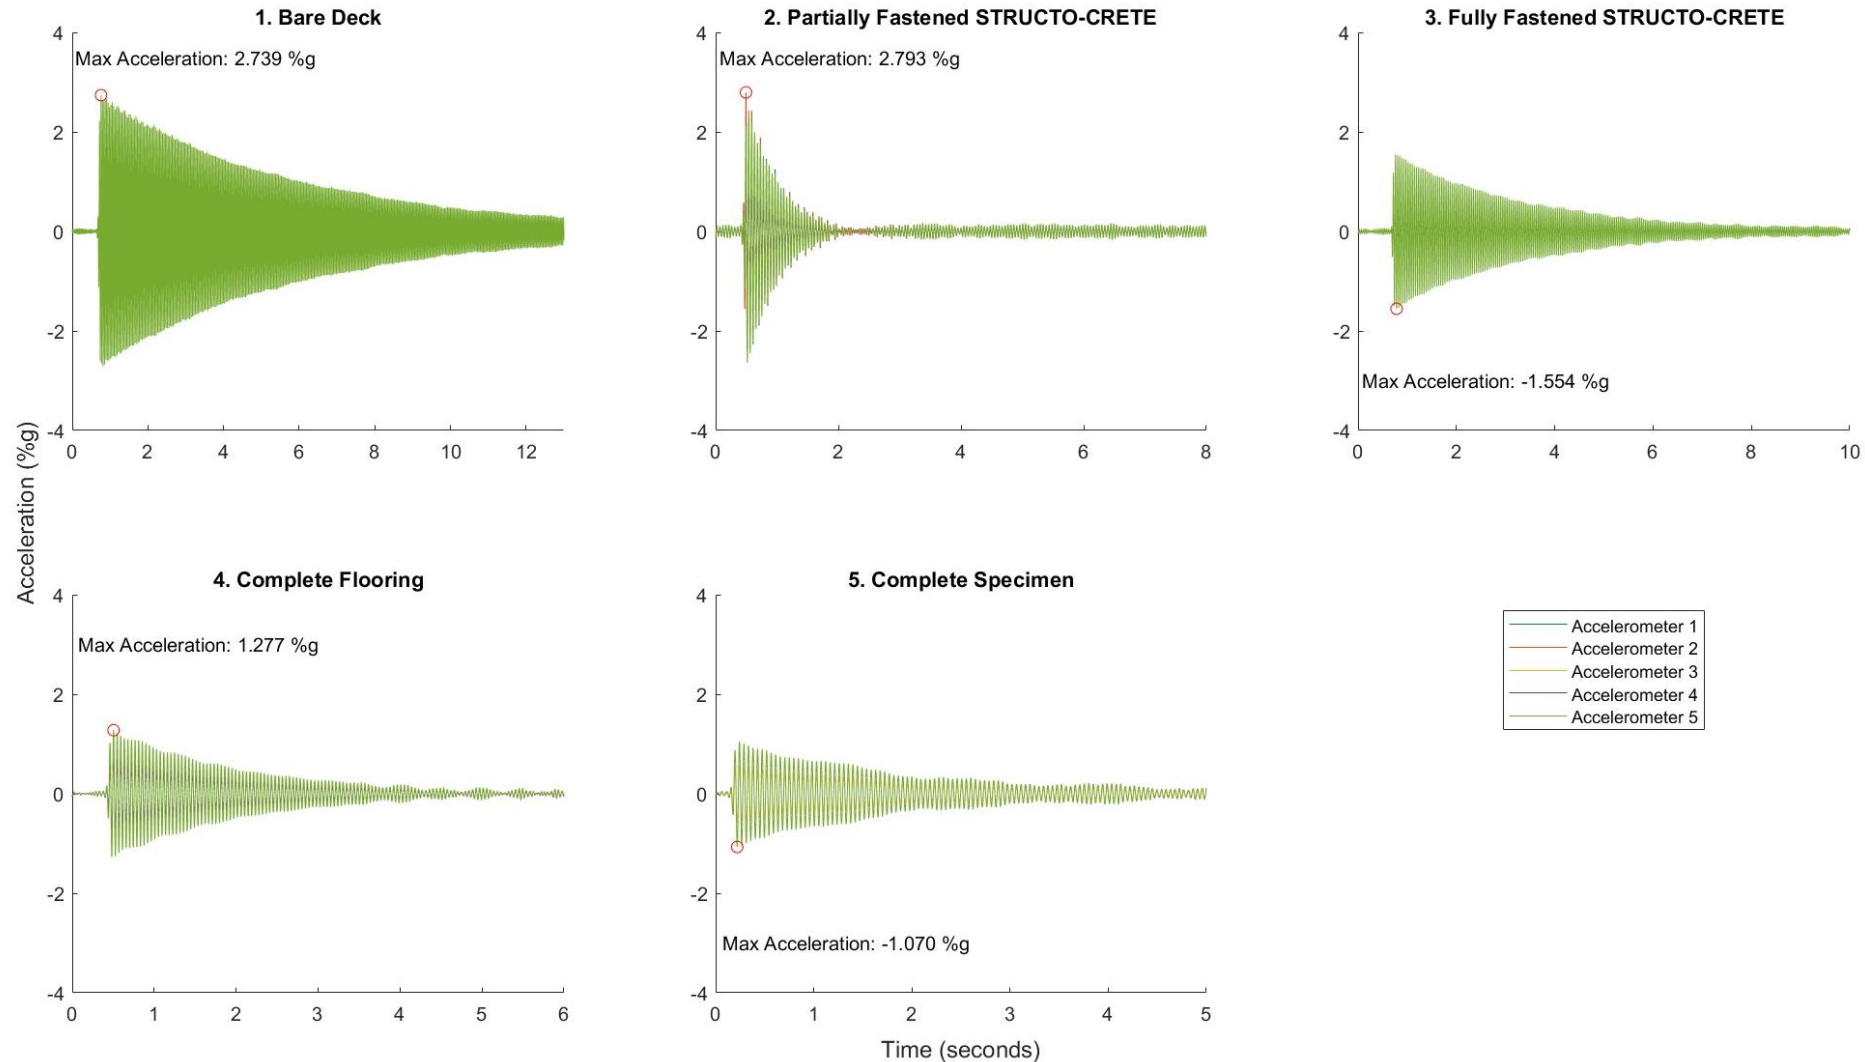 1. Bare Deck
Max Acceleration: 2.739 %g
4
2
0
-2
-4
0 2 4 6 8 10 12
2. Partially Fastened STRUCTO-CRETE
Max Acceleration: 2.793 %g
4
2
0
-2
-4
0 2 4 6 8
3. Fully Fastened STRUCTO-CRETE
4
2
0
-2
Max Acceleration: -1.554 %g
-4
0 2 4 6 8 10
Acceleration (%g)
4. Complete Flooring
4
Max Acceleration: 1.277 %g
2
0
-2
-4
0 1 2 3 4 5 6
5. Complete Specimen
4
2
0
-2
Max Acceleration: -1.070 %g
-4
0 1 2 3 4 5
Time (seconds)
Accelerometer 1
Accelerometer 2
Accelerometer 3
Accelerometer 4
Accelerometer 5